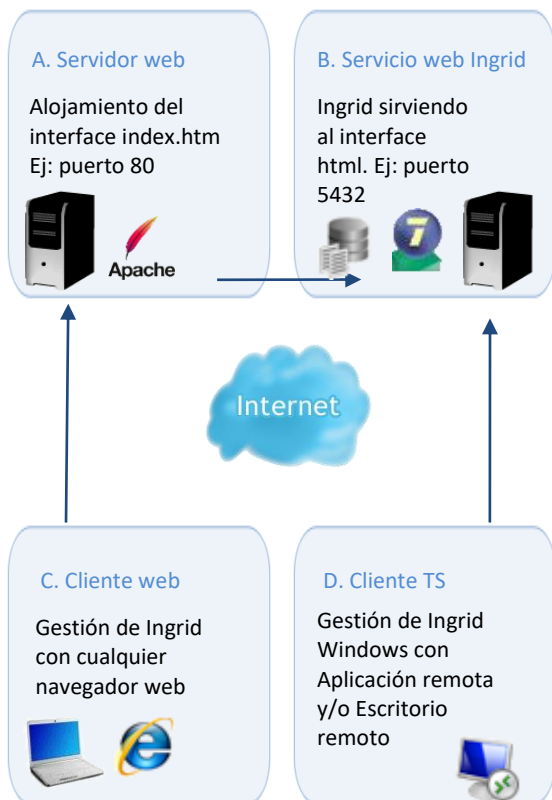 A. Servidor web
Alojamiento del
interface index.htm
Ej: puerto 80
Apache
B. Servicio web Ingrid
Ingrid sirviendo
al interface
html. Ej: puerto
5432
7
Internet
C. Cliente web
Gestión de Ingrid
con cualquier
navegador web
D. Cliente TS
Gestión de Ingrid
Windows con
Aplicación remota
y/o Escritorio
remoto